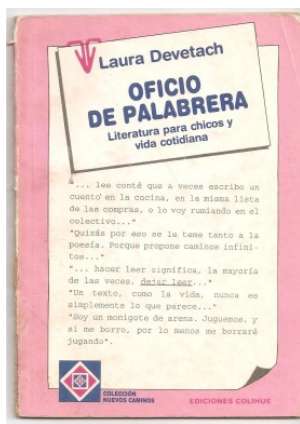 Laura Devetach
OFICIO
DE PALABRERA
Literatura para chicos y
vida cotidiana
"... les conté que a veces escribo un
cuento en la cocina, en la misma lista
de las compras, o lo voy rumiando en el
colectivo..."
"Quizás por eso se le teme tanto a la
poesía. Porque propone caminos infini-
tos..."
"... hacer leer significa, la mayoría
de las veces, dejar leer..."
"Un texto, como la vida, nunca es
simplemente lo que parece..."
"Soy un monigote de arena. Juguemos, y
si me borro, por lo menos me borraré
jugando".
COLECCIÓN
NUEVOS CAMINOS
EDICIONES COLIHUE